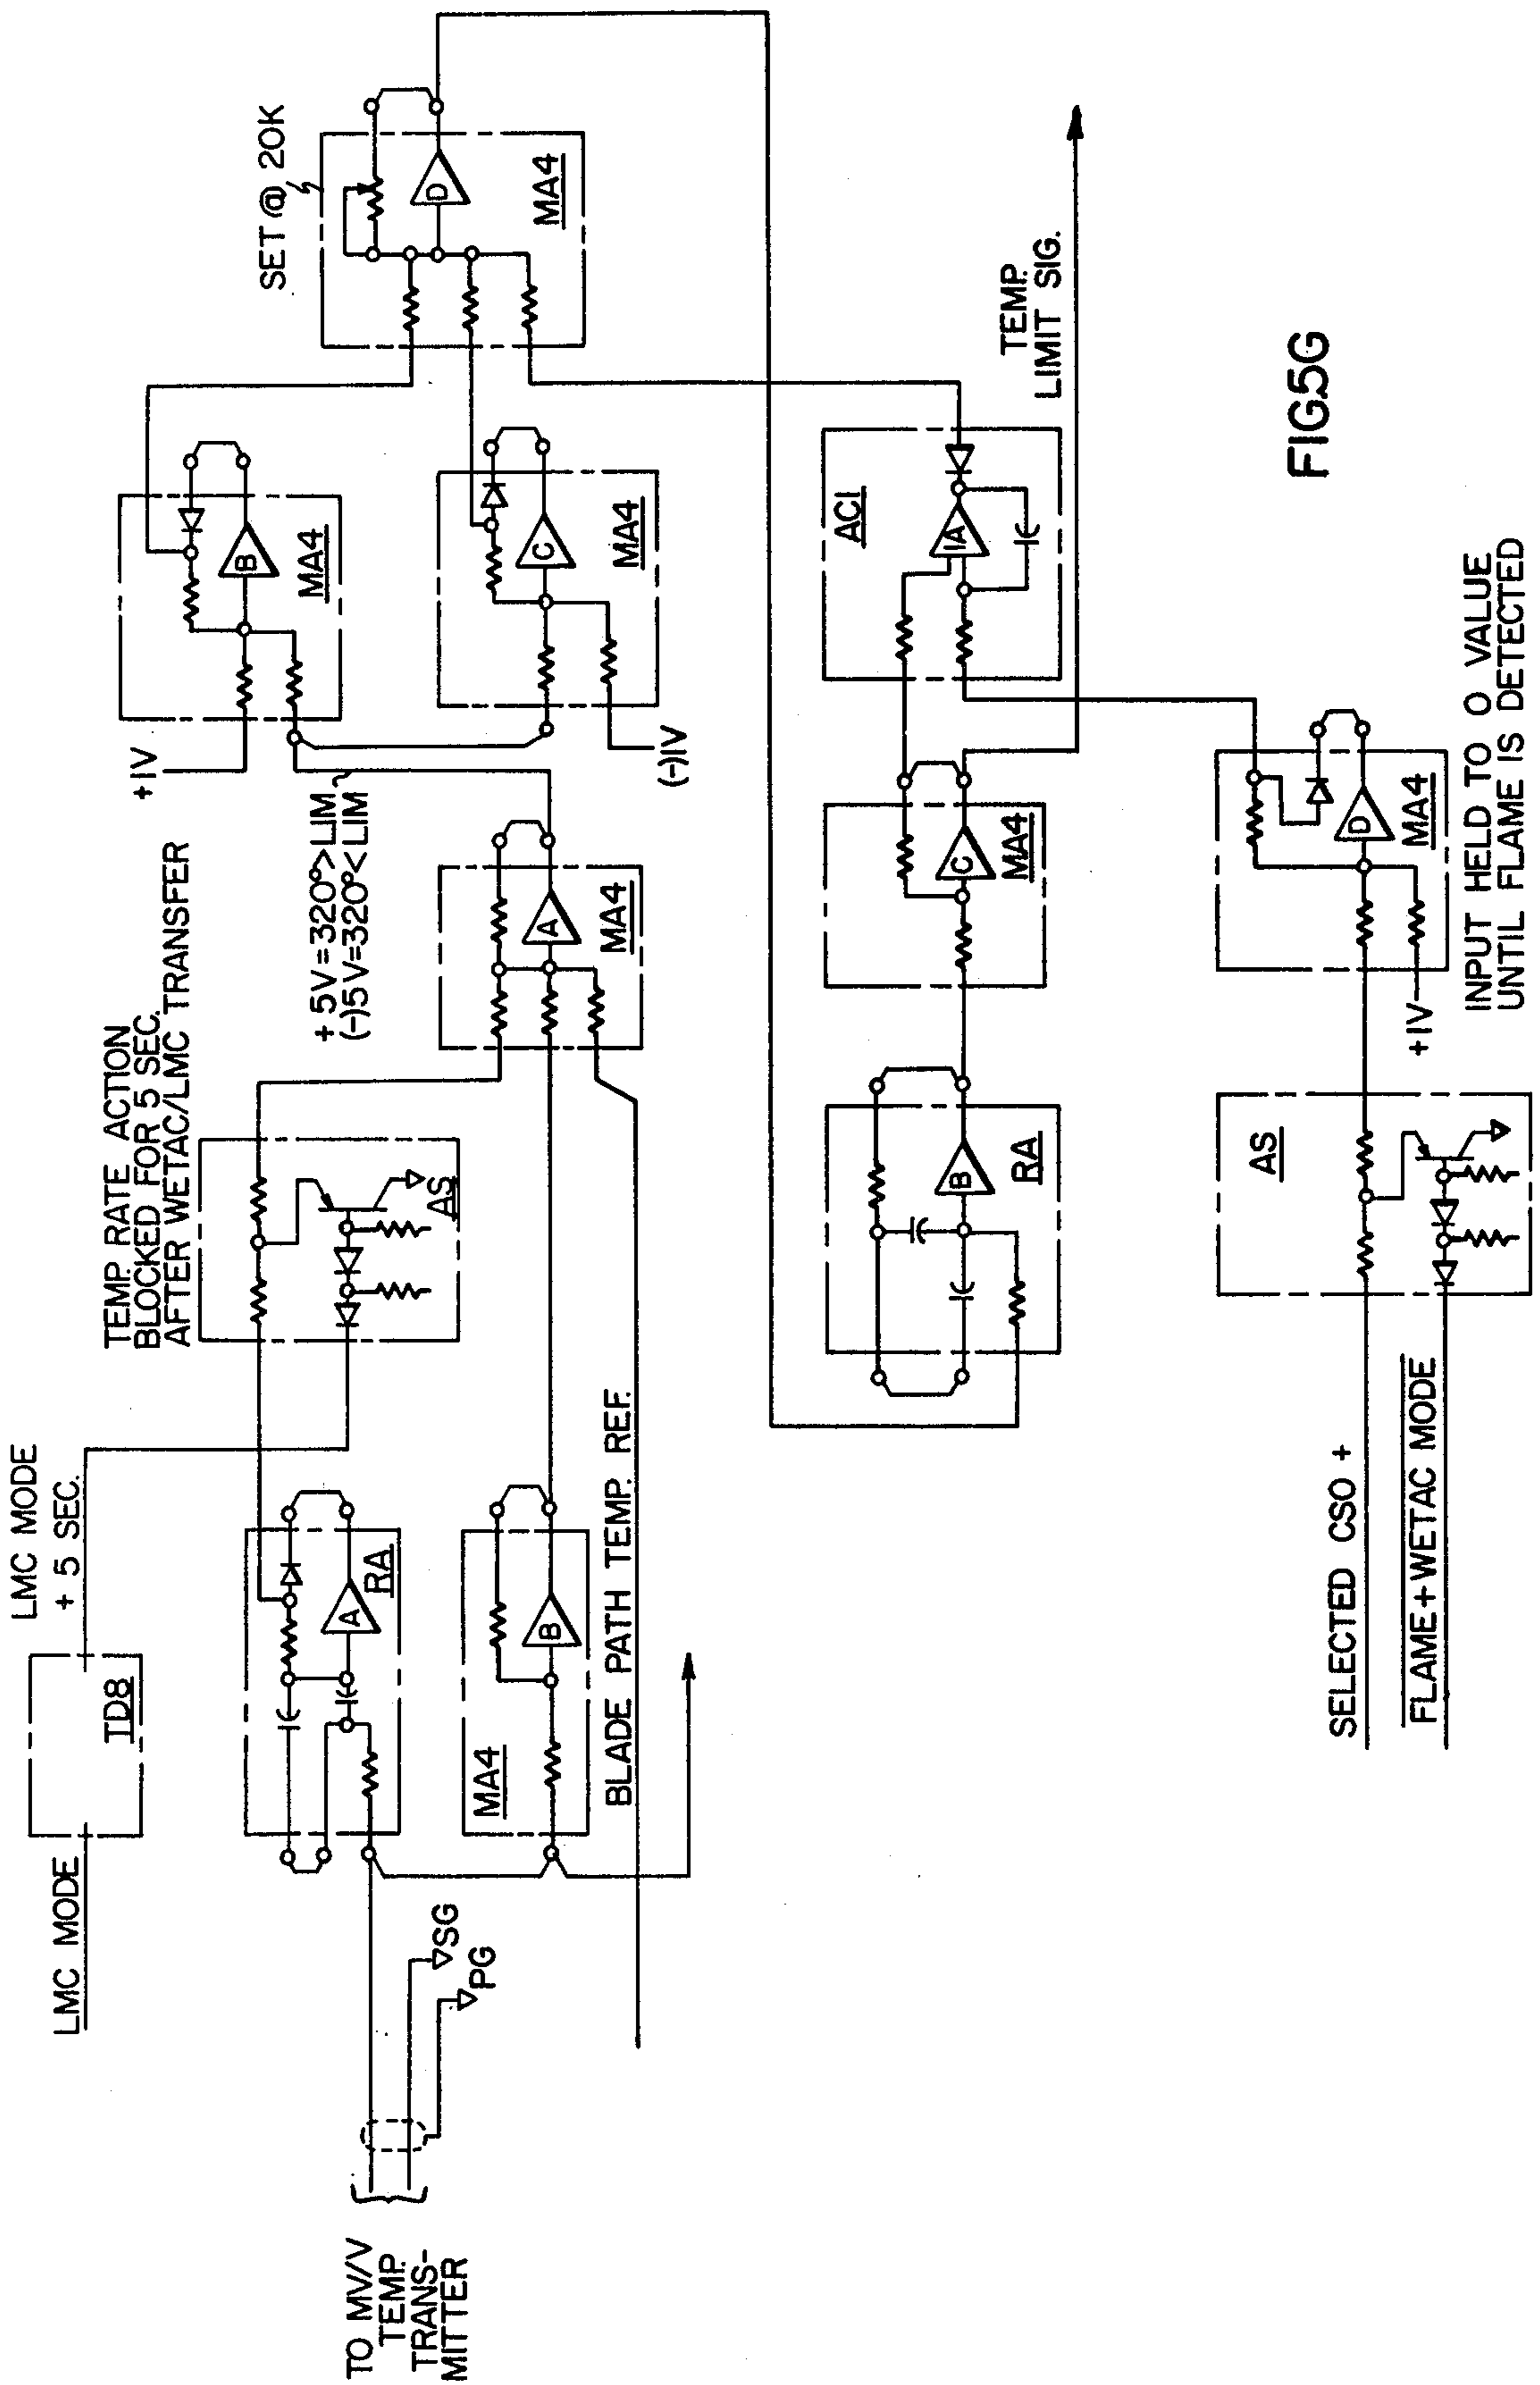 LMC MODE
TD8
LMC MODE
+ 5 SEC.
TEMP. RATE ACTION
BLOCKED FOR 5 SEC.
AFTER WETAC/LMC TRANSFER
TO MV/V
TEMP.
TRANS-
MITTER
SG
PG
A
RA
MA4
B
BLADE PATH TEMP. REF.
AS
+ 5V=320°>LIM
(-)5V=320°<LIM
A
MA4
+1V
B
MA4
C
MA4
(-)1V
SET @ 20K
D
MA4
B
RA
C
MA4
AC1
1A
TEMP.
LIMIT SIG.
SELECTED CSO +
FLAME+WETAC MODE
AS
+1V
D
MA4
INPUT HELD TO O VALUE
UNTIL FLAME IS DETECTED
FIG5G